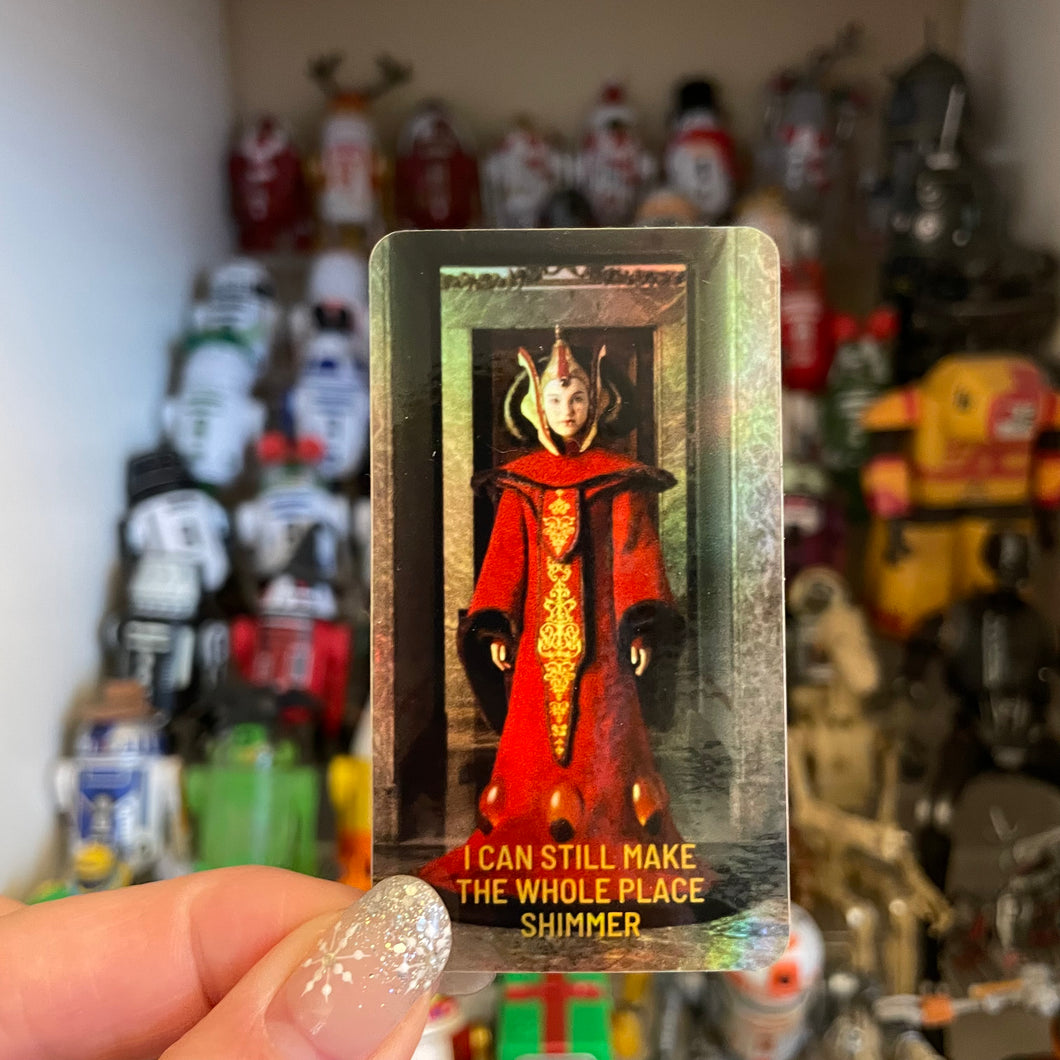 I CAN STILL MAKE
THE WHOLE PLACE
SHIMMER